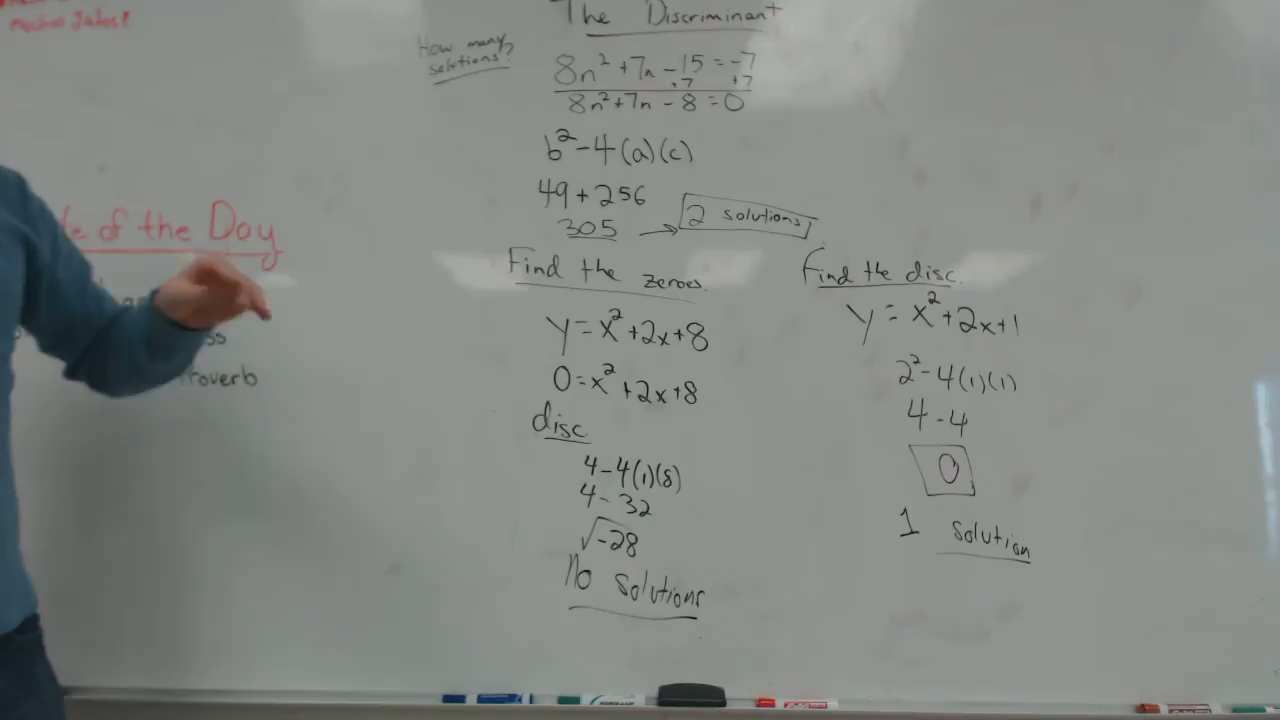 The Discriminant
How many
solutions?
8n² + 7n - 15 = -7
+7 +7
8n² + 7n - 8 = 0
b² - 4(a)(c)
49 + 256
305 → 2 solutions
Find the zeroes.
y = x² + 2x + 8
0 = x² + 2x + 8
disc
4 - 4(1)(8)
4 - 32
√-28
no solutions
Find the disc.
y = x² + 2x + 1
2² - 4(1)(1)
4 - 4
0
1 solution
of the Day